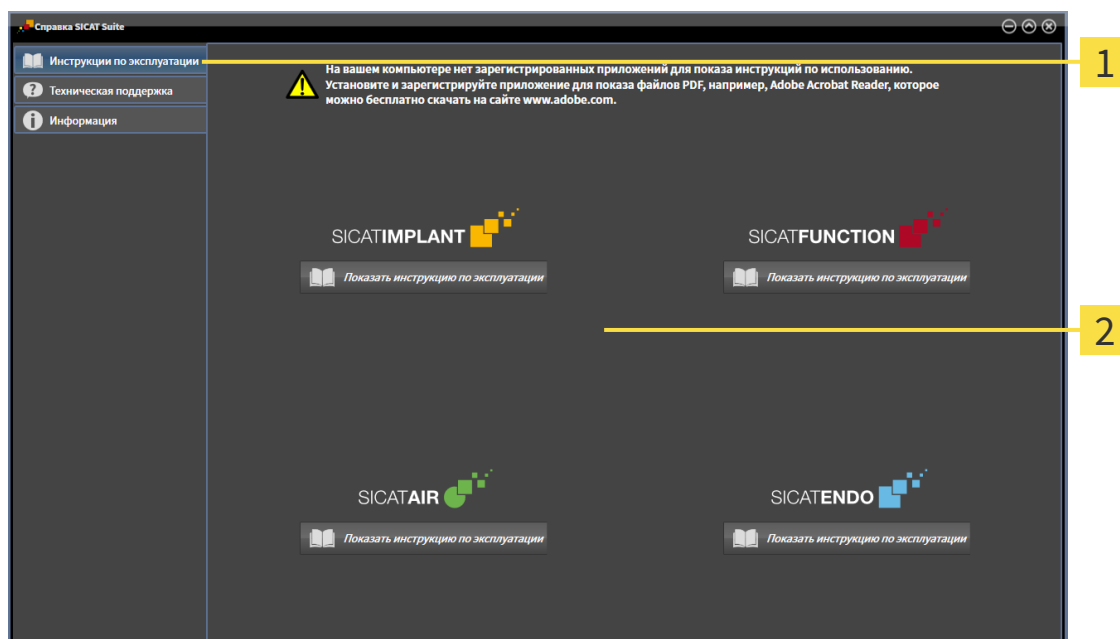 Справка SICAT Suite
Инструкции по эксплуатации
1
Техническая поддержка
Информация
На вашем компьютере нет зарегистрированных приложений для показа инструкций по использованию.
Установите и зарегистрируйте приложение для показа файлов PDF, например, Adobe Acrobat Reader, которое
можно бесплатно скачать на сайте www.adobe.com.
SICATIMPLANT
SICATFUNCTION
Показать инструкцию по эксплуатации
Показать инструкцию по эксплуатации
2
SICATAIR
SICATENDO
Показать инструкцию по эксплуатации
Показать инструкцию по эксплуатации